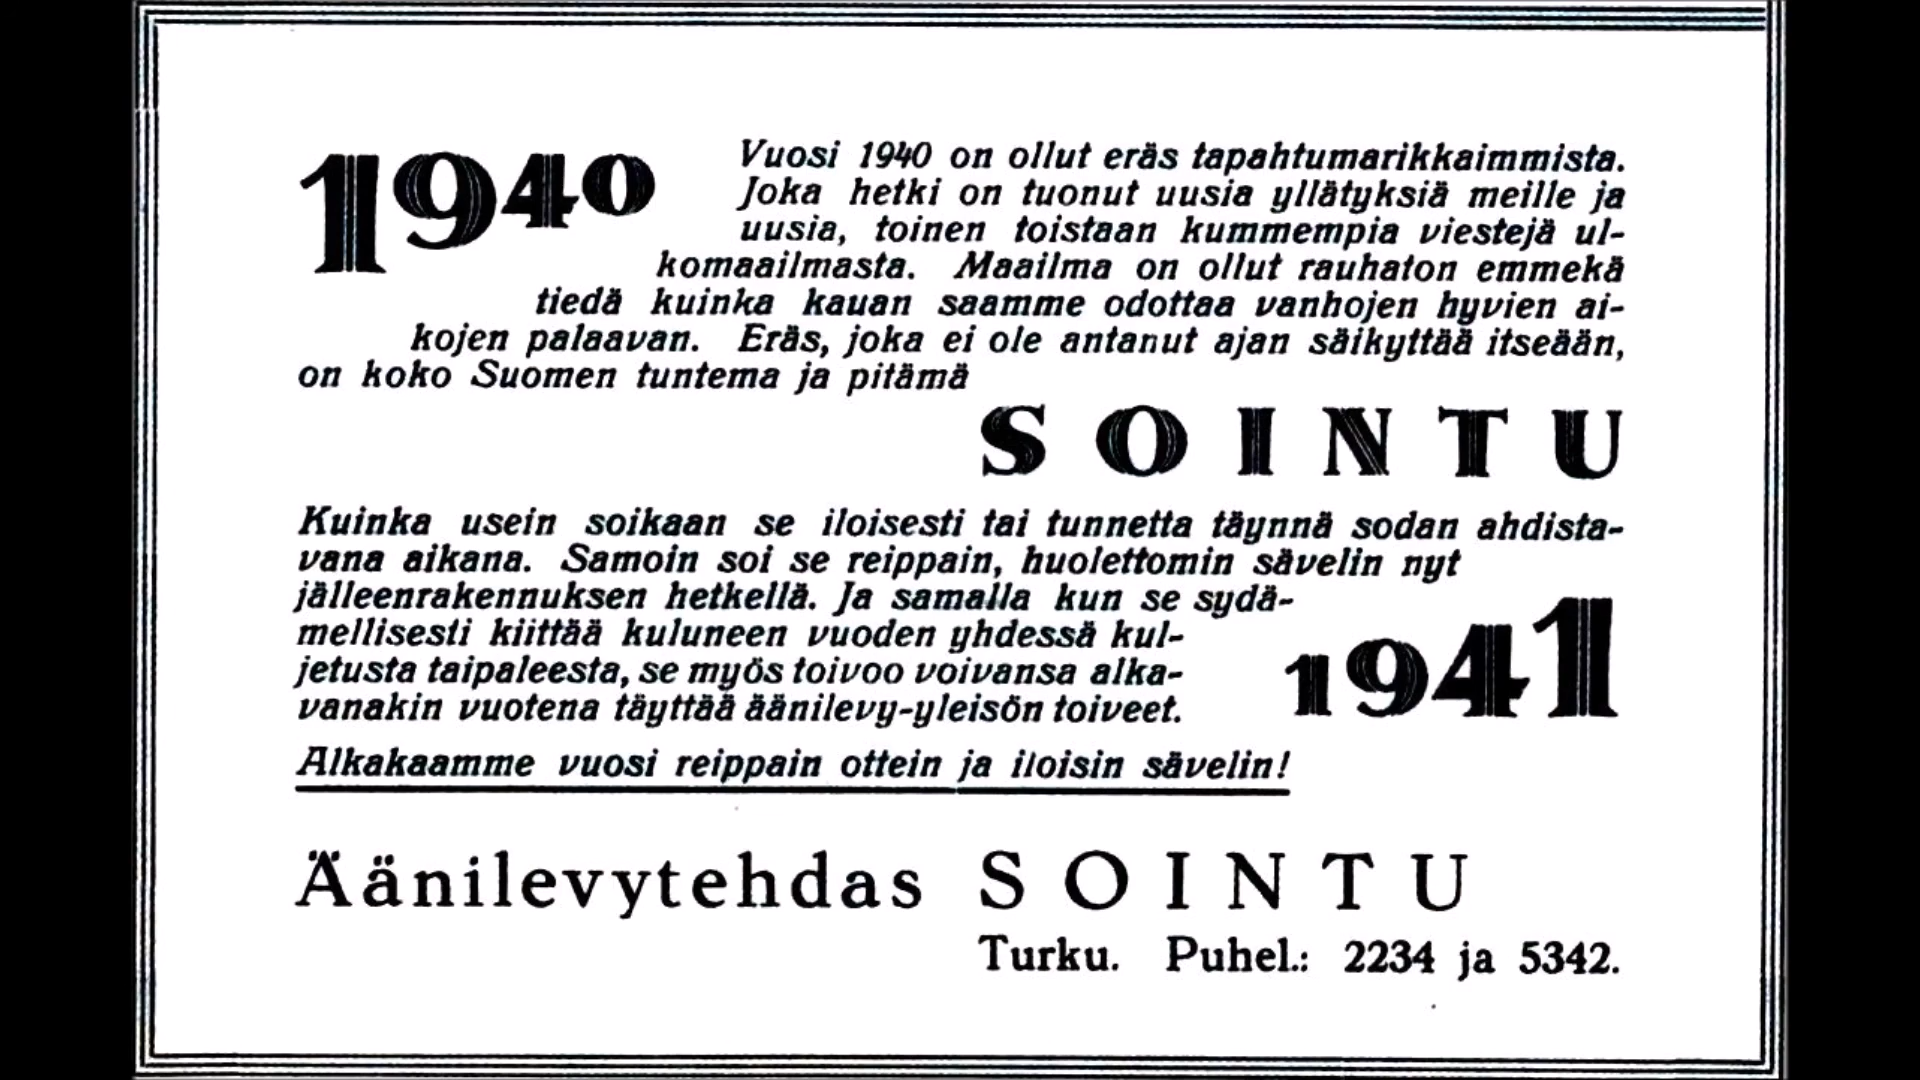 1940
Vuosi 1940 on ollut eräs tapahtumarikkaimmista.
Joka hetki on tuonut uusia yllätyksiä meille ja
uusia, toinen toistaan kummempia viestejä ul-
komaailmasta. Maailma on ollut rauhaton emmekä
tiedä kuinka kauan saamme odottaa vanhojen hyvien ai-
kojen palaavan. Eräs, joka ei ole antanut ajan säikyttää itseään,
on koko Suomen tuntema ja pitämä
SOINTU
Kuinka usein soikaan se iloisesti tai tunnetta täynnä sodan ahdista-
vana aikana. Samoin soi se reippain, huolettomin sävelin nyt
jälleenrakennuksen hetkellä. Ja samalla kun se sydä-
mellisesti kiittää kuluneen vuoden yhdessä kul-
jetusta taipaleesta, se myös toivoo voivansa alka-
vanakin vuotena täyttää äänilevy-yleisön toiveet.
1941
Alkakaamme vuosi reippain ottein ja iloisin sävelin!
Äänilevytehdas SOINTU
Turku. Puhel.: 2234 ja 5342.